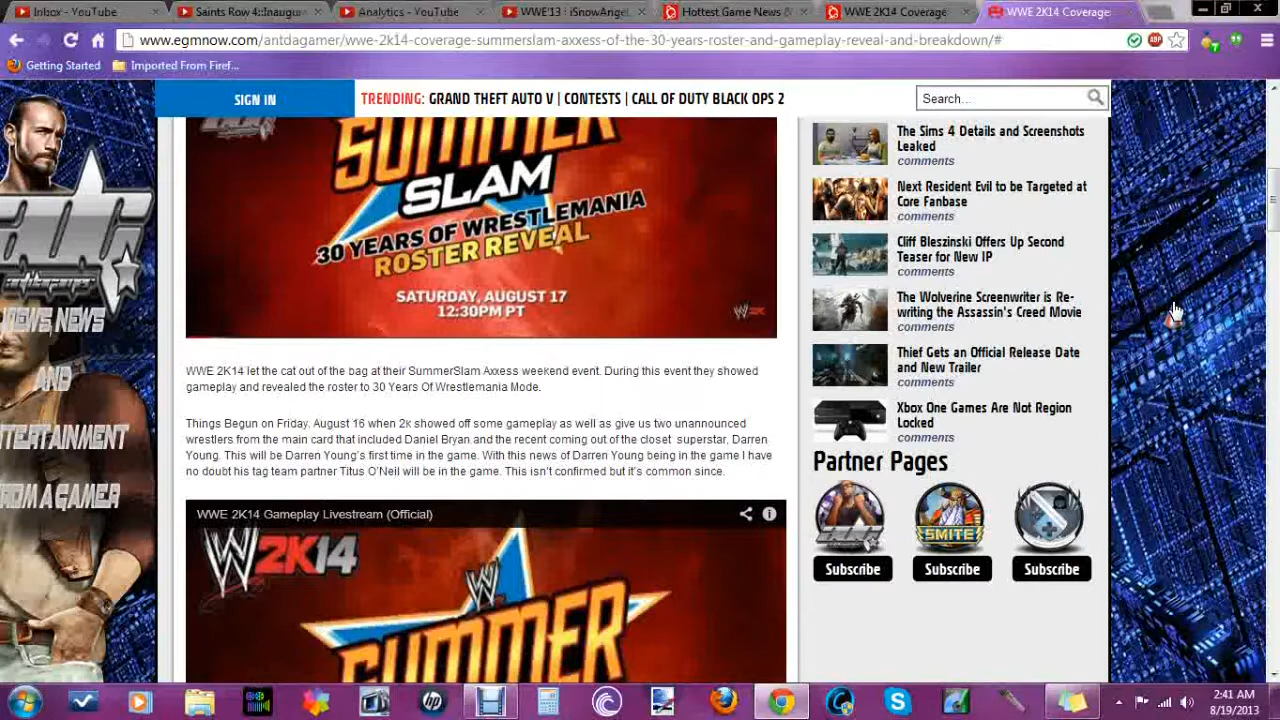 Inbox - YouTube
Saints Row 4::Inaugur
Analytics - YouTube
WWE'13 : iSnowAngel
Hottest Game News &
WWE 2K14 Coverage
WWE 2K14 Coverage
www.egmnow.com/antdagamer/wwe-2k14-coverage-summerslam-axxess-of-the-30-years-roster-and-gameplay-reveal-and-breakdown/#
Getting Started
Imported From Firef...
SIGN IN
TRENDING: GRAND THEFT AUTO V | CONTESTS | CALL OF DUTY BLACK OPS 2
Search...
SUMMER
SLAM
30 YEARS OF WRESTLEMANIA
ROSTER REVEAL
SATURDAY, AUGUST 17
12:30PM PT
WWE 2K14 let the cat out of the bag at their SummerSlam Axxess weekend event. During this event they showed
gameplay and revealed the roster to 30 Years Of Wrestlemania Mode.
Things Begun on Friday, August 16 when 2k showed off some gameplay as well as give us two unannounced
wrestlers from the main card that included Daniel Bryan and the recent coming out of the closet superstar, Darren
Young. This will be Darren Young's first time in the game. With this news of Darren Young being in the game I have
no doubt his tag team partner Titus O'Neil will be in the game. This isn't confirmed but it's common since.
WWE 2K14 Gameplay Livestream (Official)
W 2K14
SUMMER
The Sims 4 Details and Screenshots
Leaked
comments
Next Resident Evil to be Targeted at
Core Fanbase
comments
Cliff Bleszinski Offers Up Second
Teaser for New IP
comments
The Wolverine Screenwriter is Re-
writing the Assassin's Creed Movie
comments
Thief Gets an Official Release Date
and New Trailer
comments
Xbox One Games Are Not Region
Locked
comments
Partner Pages
SMITE
Subscribe
Subscribe
Subscribe
EWS, NEWS
AND
TERTAINMENT
ROM A GAMER
2:41 AM
8/19/2013